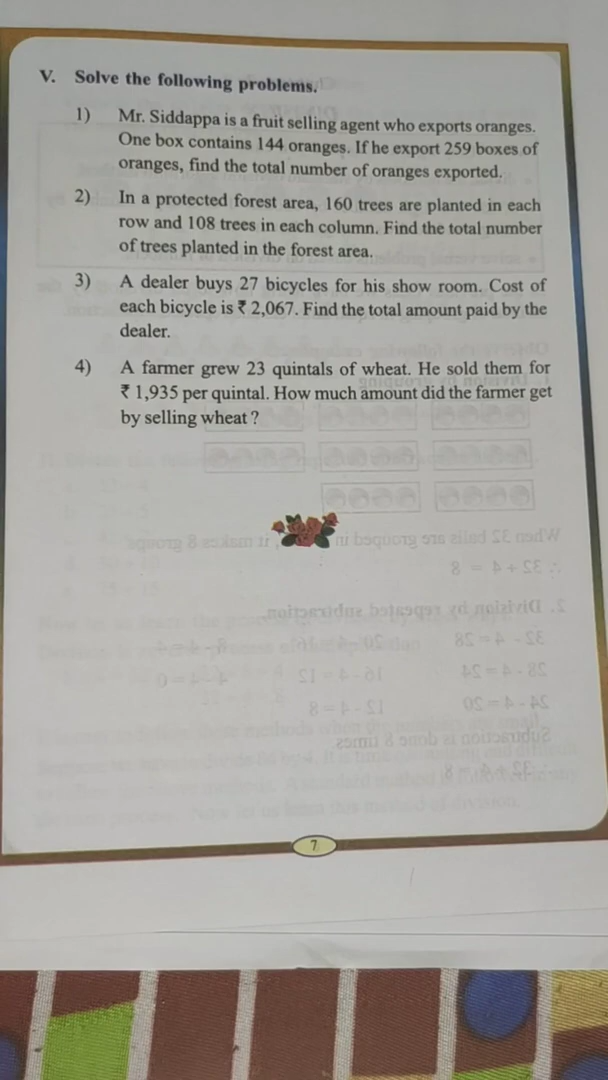 V. Solve the following problems.
1) Mr. Siddappa is a fruit selling agent who exports oranges.
One box contains 144 oranges. If he export 259 boxes of
oranges, find the total number of oranges exported.
2) In a protected forest area, 160 trees are planted in each
row and 108 trees in each column. Find the total number
of trees planted in the forest area.
3) A dealer buys 27 bicycles for his show room. Cost of
each bicycle is ₹ 2,067. Find the total amount paid by the
dealer.
4) A farmer grew 23 quintals of wheat. He sold them for
₹ 1,935 per quintal. How much amount did the farmer get
by selling wheat ?
7